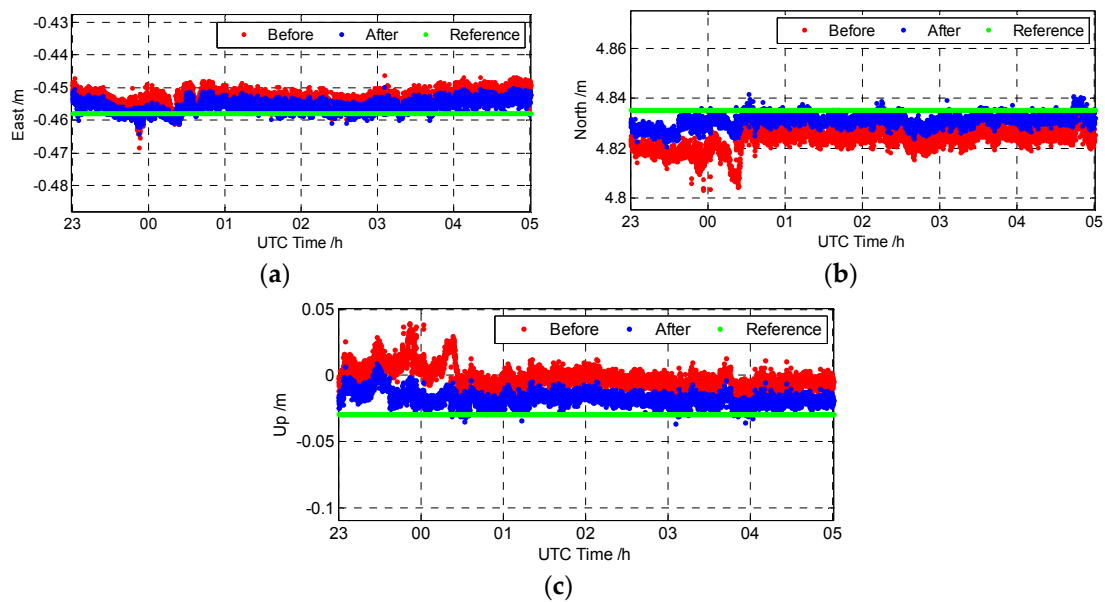 -0.43
Before After Reference
-0.44
-0.45
East /m
-0.46
-0.47
-0.48
23 00 01 02 03 04 05
UTC Time /h
(a)
4.86
Before After Reference
4.84
North /m
4.82
4.8
23 00 01 02 03 04 05
UTC Time /h
(b)
0.05
Before After Reference
0
Up /m
-0.05
-0.1
23 00 01 02 03 04 05
UTC Time /h
(c)